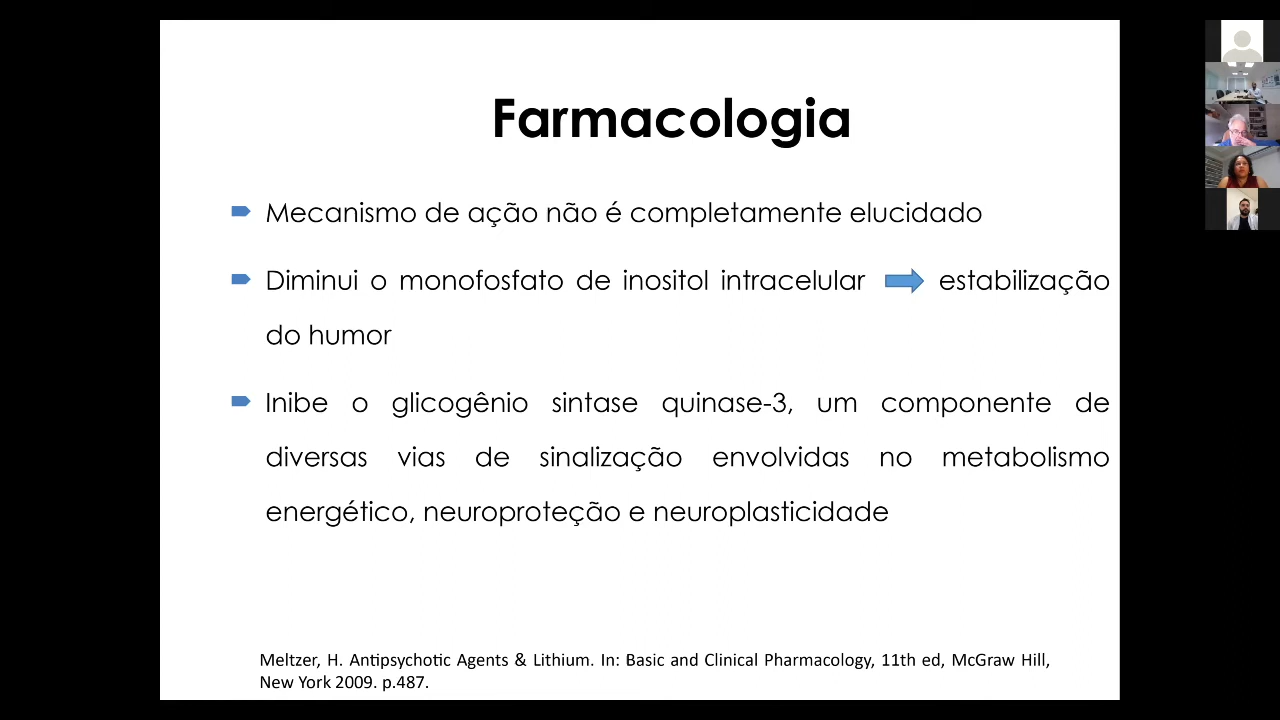 Farmacologia
Mecanismo de ação não é completamente elucidado
Diminui o monofosfato de inositol intracelular estabilização
do humor
Inibe o glicogênio sintase quinase-3, um componente de
diversas vias de sinalização envolvidas no metabolismo
energético, neuroproteção e neuroplasticidade
Meltzer, H. Antipsychotic Agents & Lithium. In: Basic and Clinical Pharmacology, 11th ed, McGraw Hill,
New York 2009. p.487.